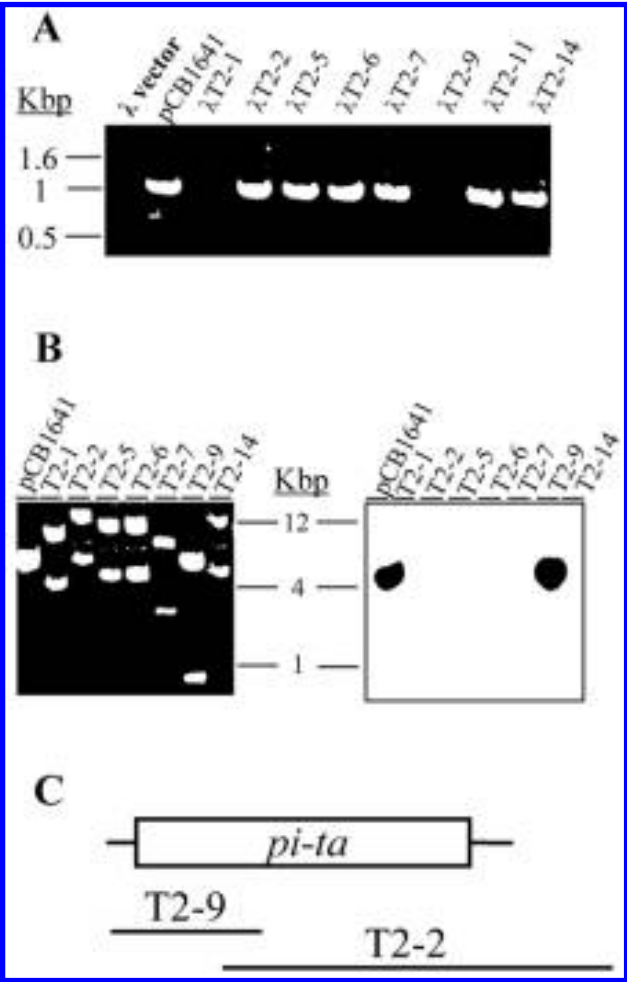 A
Kbp
λ vector
pCB1641
λT2-1
λT2-2
λT2-5
λT2-6
λT2-7
λT2-9
λT2-11
λT2-14
1.6
1
0.5
B
pCB1641
T2-1
T2-2
T2-5
T2-6
T2-7
T2-9
T2-14
Kbp
12
4
1
pCB1641
T2-1
T2-2
T2-5
T2-6
T2-7
T2-9
T2-14
C
pi-ta
T2-9
T2-2